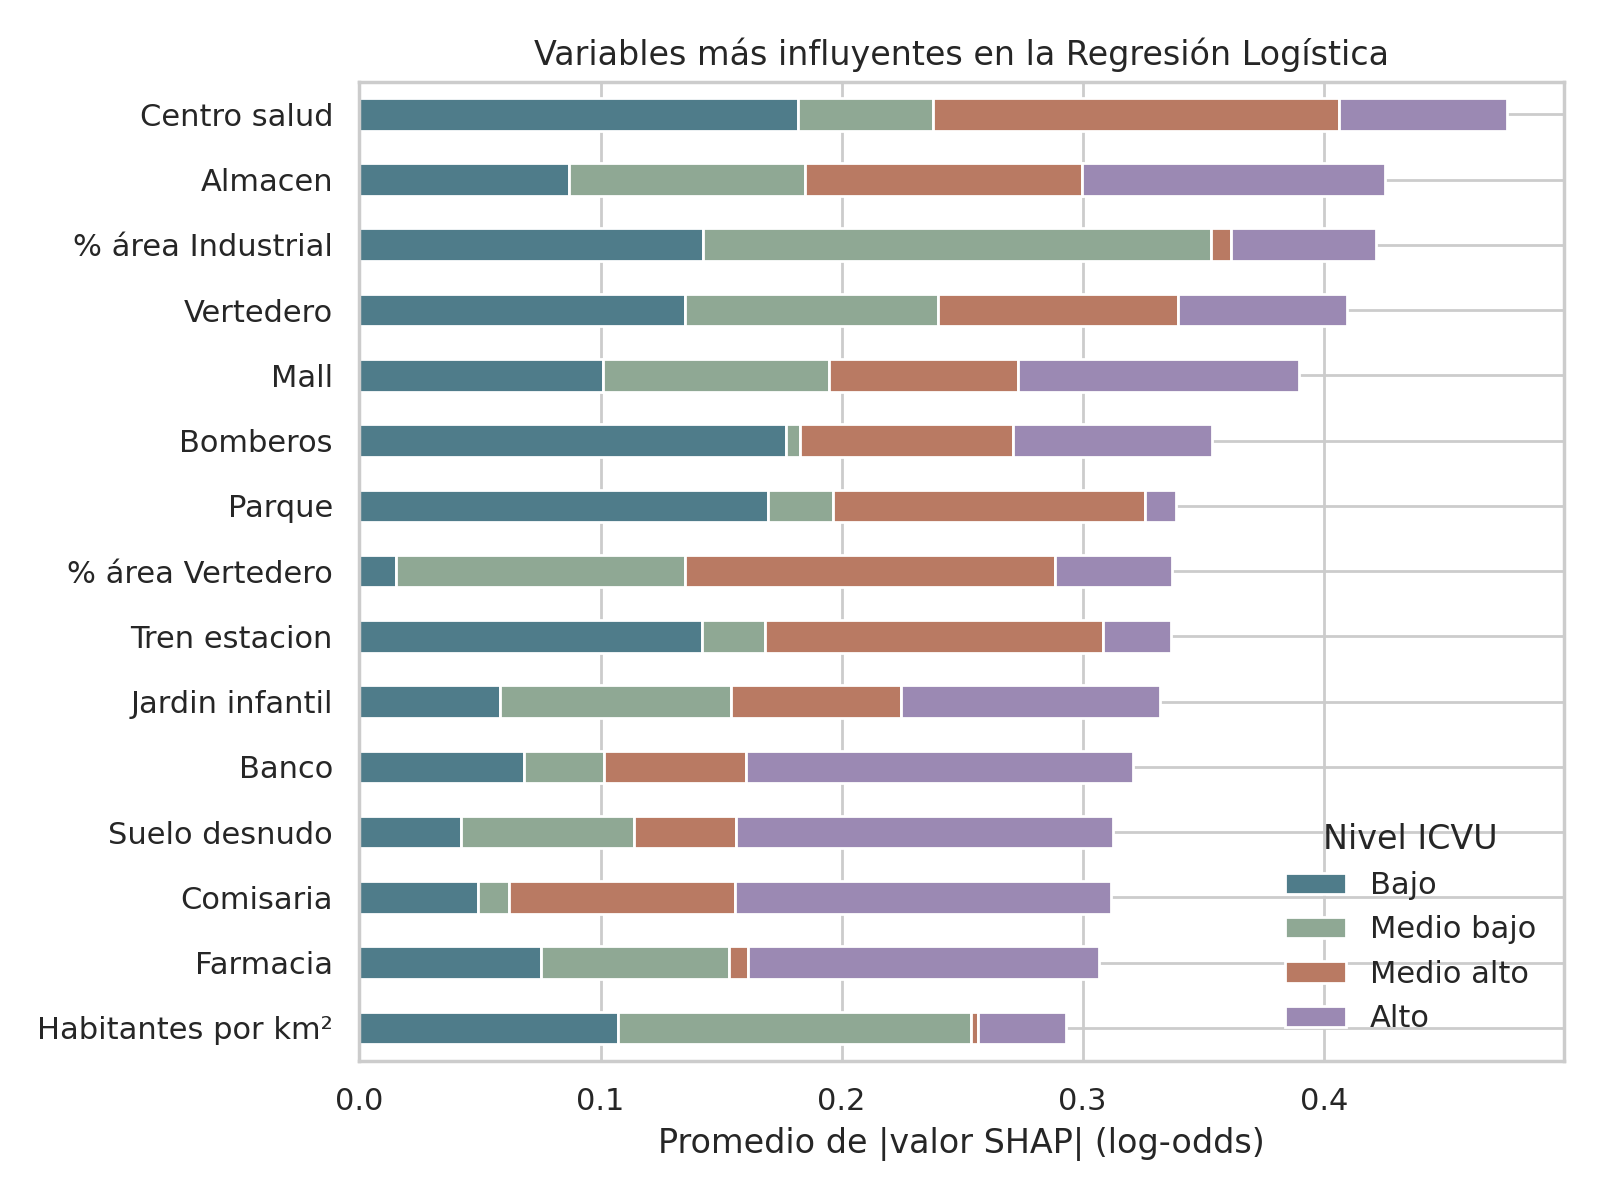 Variables más influyentes en la Regresión Logística
Centro salud
Almacen
% área Industrial
Vertedero
Mall
Bomberos
Parque
% área Vertedero
Tren estacion
Jardin infantil
Banco
Suelo desnudo
Comisaria
Farmacia
Habitantes por km²
Nivel ICVU
Bajo
Medio bajo
Medio alto
Alto
0.0 0.1 0.2 0.3 0.4
Promedio de |valor SHAP| (log-odds)